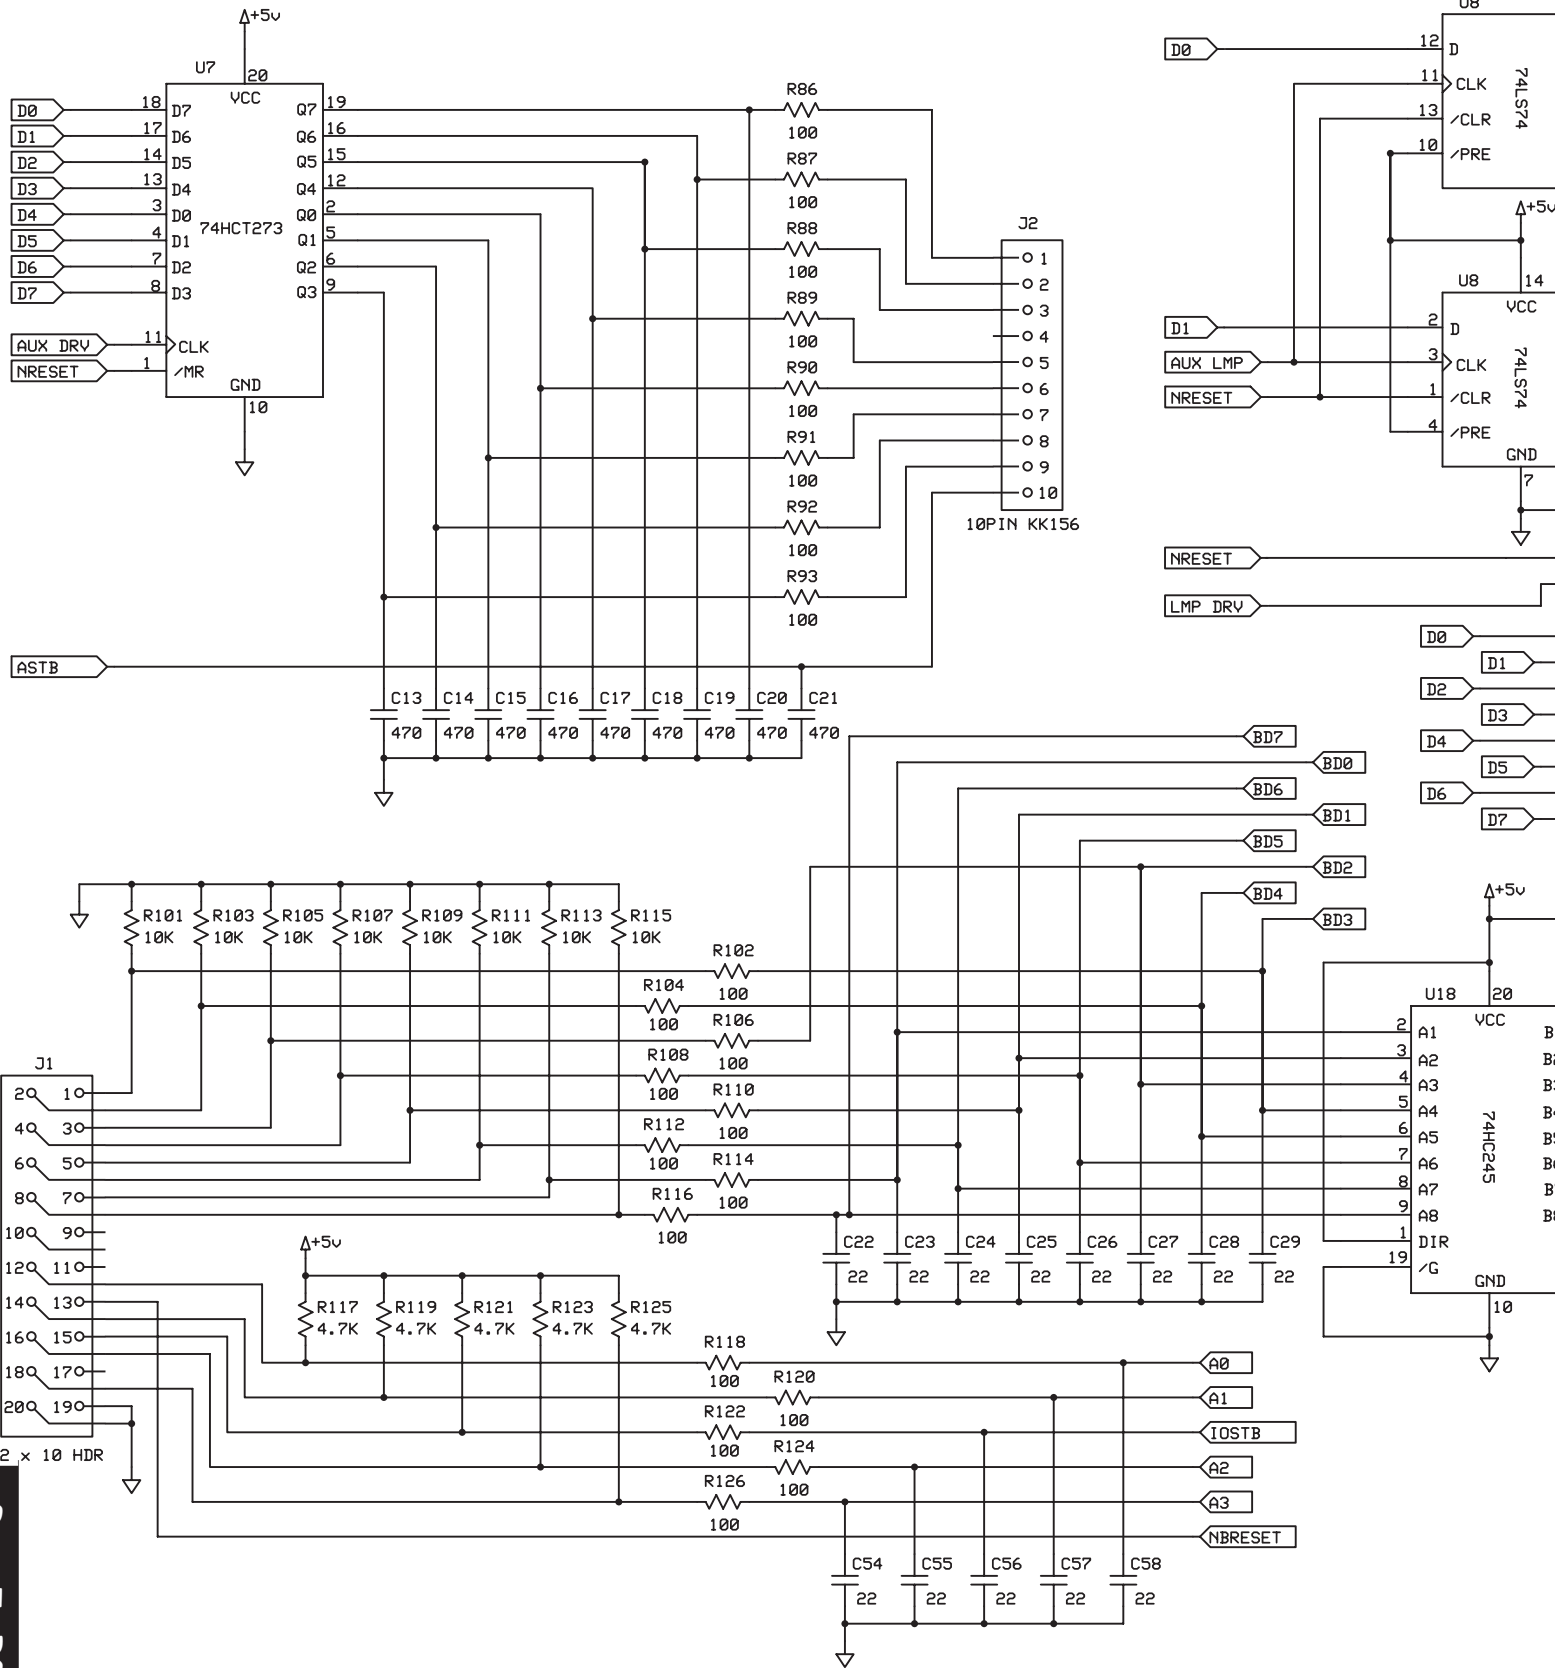 U7
+5v
20
VCC
D0 18 D7 Q7 19
D1 17 D6 Q6 16
D2 14 D5 Q5 15
D3 13 D4 Q4 12
D4 3 D0 Q0 2
74HCT273
D5 4 D1 Q1 5
D6 7 D2 Q2 6
D7 8 D3 Q3 9
AUX DRV 11 CLK
NRESET 1 /MR
GND
10
R86
100
R87
100
R88
100
R89
100
R90
100
R91
100
R92
100
R93
100
J2
1
2
3
4
5
6
7
8
9
10
10PIN KK156
ASTB
C13 C14 C15 C16 C17 C18 C19 C20 C21
470 470 470 470 470 470 470 470 470
U8
D0 12 D
11 CLK
13 /CLR
10 /PRE
74LS74
+5v
U8 14
VCC
D1 2 D
AUX LMP 3 CLK
NRESET 1 /CLR
4 /PRE
74LS74
GND
7
NRESET
LMP DRV
D0
D1
D2
D3
D4
D5
D6
D7
BD7
BD0
BD6
BD1
BD5
BD2
BD4
BD3
R101 R103 R105 R107 R109 R111 R113 R115
10K 10K 10K 10K 10K 10K 10K 10K
R102
100
R104
100
R106
100
R108
100
R110
100
R112
100
R114
100
R116
100
J1
2 1
4 3
6 5
8 7
10 9
12 11
14 13
16 15
18 17
20 19
2 x 10 HDR
+5v
U18 20
VCC
2 A1
3 A2
4 A3
5 A4
6 A5
7 A6
8 A7
9 A8
1 DIR
19 /G
74HC245
GND
10
C22 C23 C24 C25 C26 C27 C28 C29
22 22 22 22 22 22 22 22
+5v
R117 R119 R121 R123 R125
4.7K 4.7K 4.7K 4.7K 4.7K
R118
100
R120
100
R122
100
R124
100
R126
100
A0
A1
IOSTB
A2
A3
NBRESET
C54 C55 C56 C57 C58
22 22 22 22 22